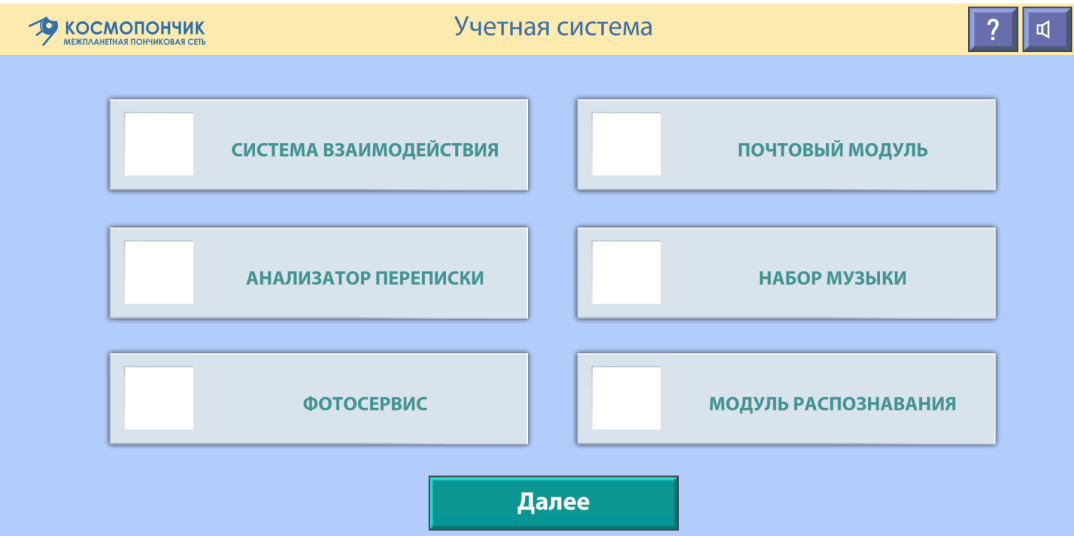 КОСМОПОНЧИК
МЕЖПЛАНЕТНАЯ ПОНЧИКОВАЯ СЕТЬ
Учетная система
?
СИСТЕМА ВЗАИМОДЕЙСТВИЯ
ПОЧТОВЫЙ МОДУЛЬ
АНАЛИЗАТОР ПЕРЕПИСКИ
НАБОР МУЗЫКИ
ФОТОСЕРВИС
МОДУЛЬ РАСПОЗНАВАНИЯ
Далее